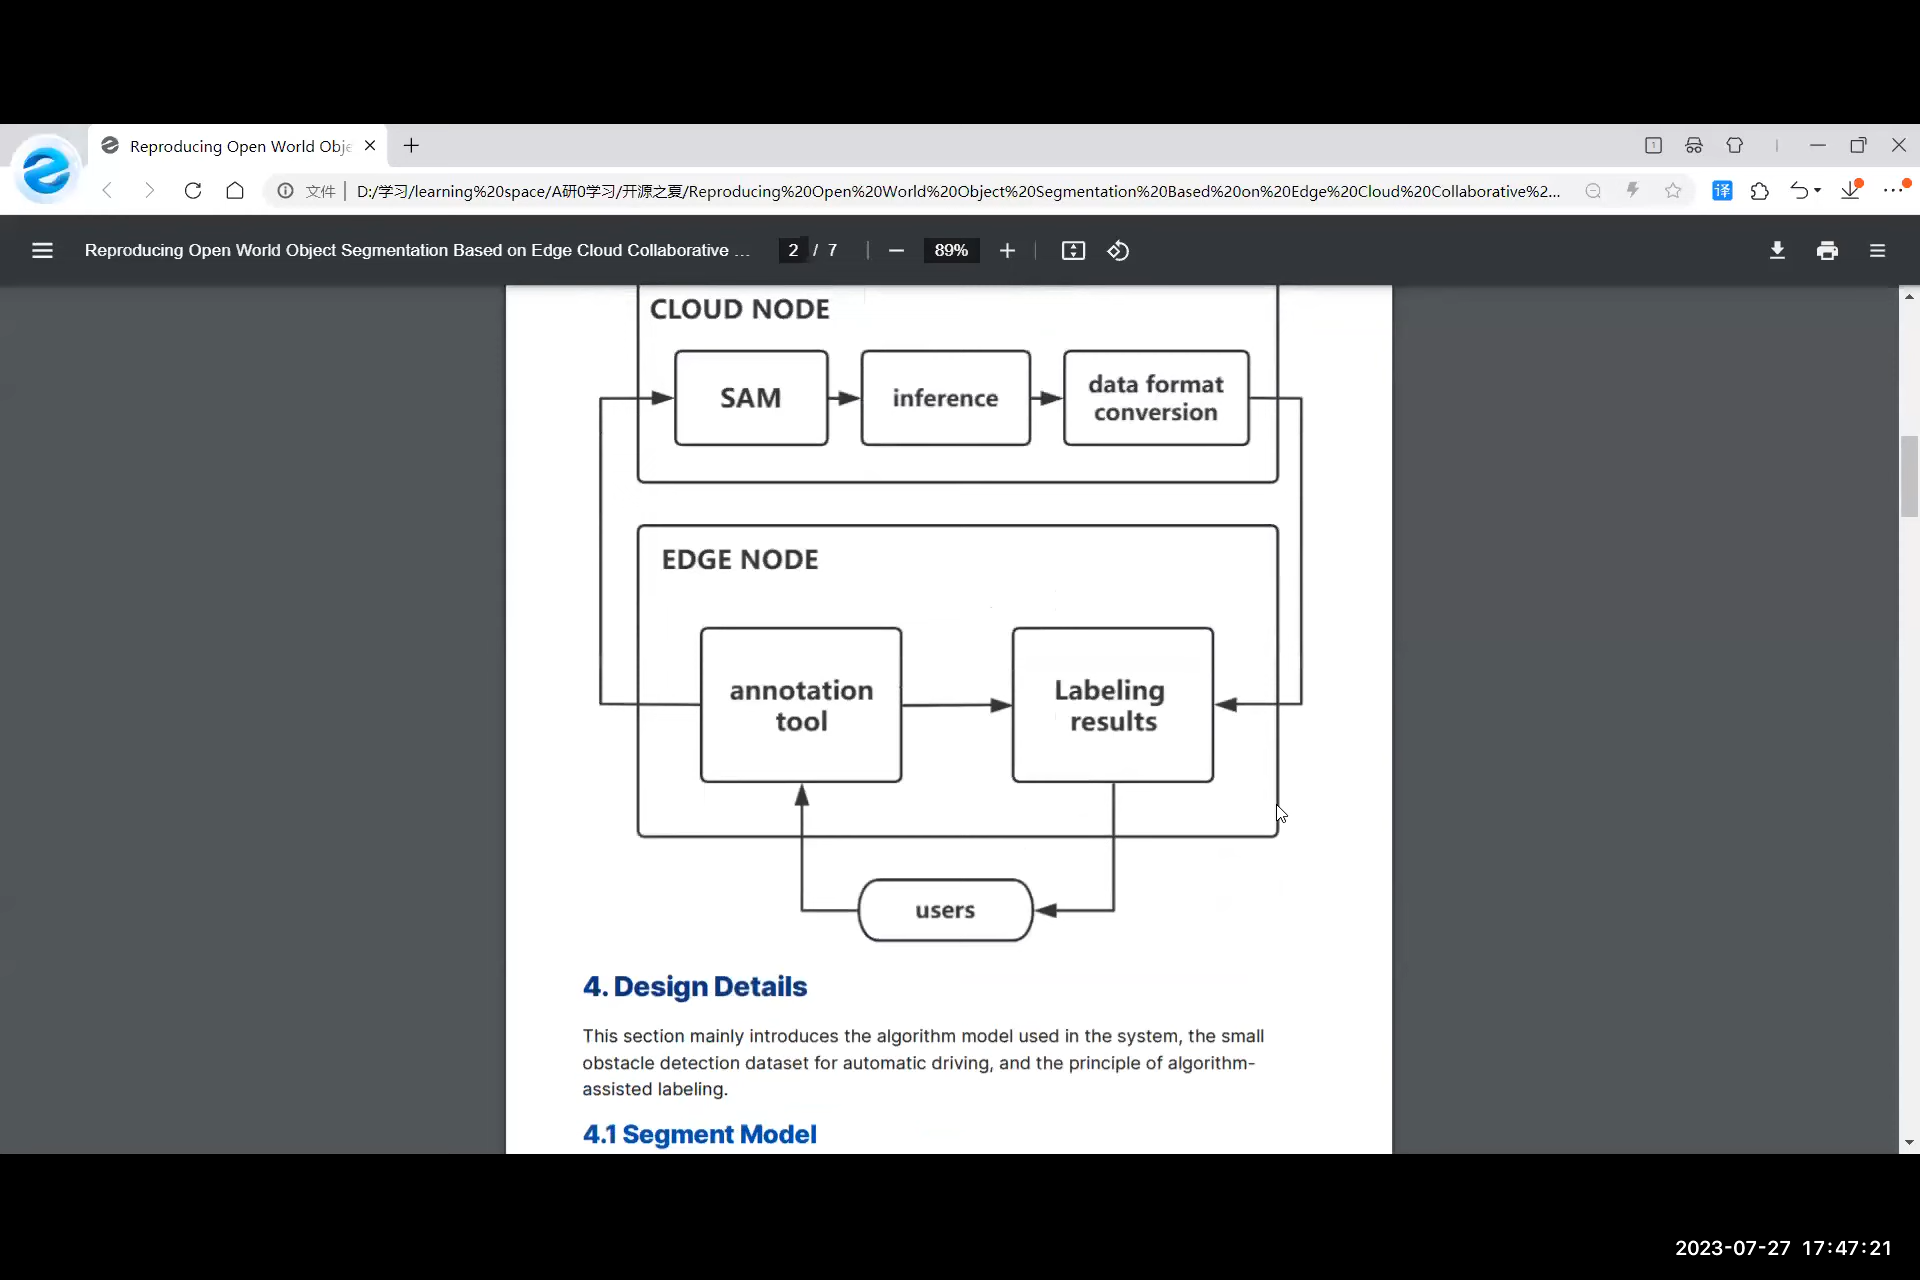 Reproducing Open World Obje
文件
D:/学习/learning%20space/A研0学习/开源之夏/Reproducing%20Open%20World%20Object%20Segmentation%20Based%20on%20Edge%20Cloud%20Collaborative%2...
译
Reproducing Open World Object Segmentation Based on Edge Cloud Collaborative ...
2 / 7
89%
CLOUD NODE
SAM
inference
data format
conversion
EDGE NODE
annotation
tool
Labeling
results
users
4. Design Details
This section mainly introduces the algorithm model used in the system, the small
obstacle detection dataset for automatic driving, and the principle of algorithm-
assisted labeling.
4.1 Segment Model
2023-07-27 17:47:21